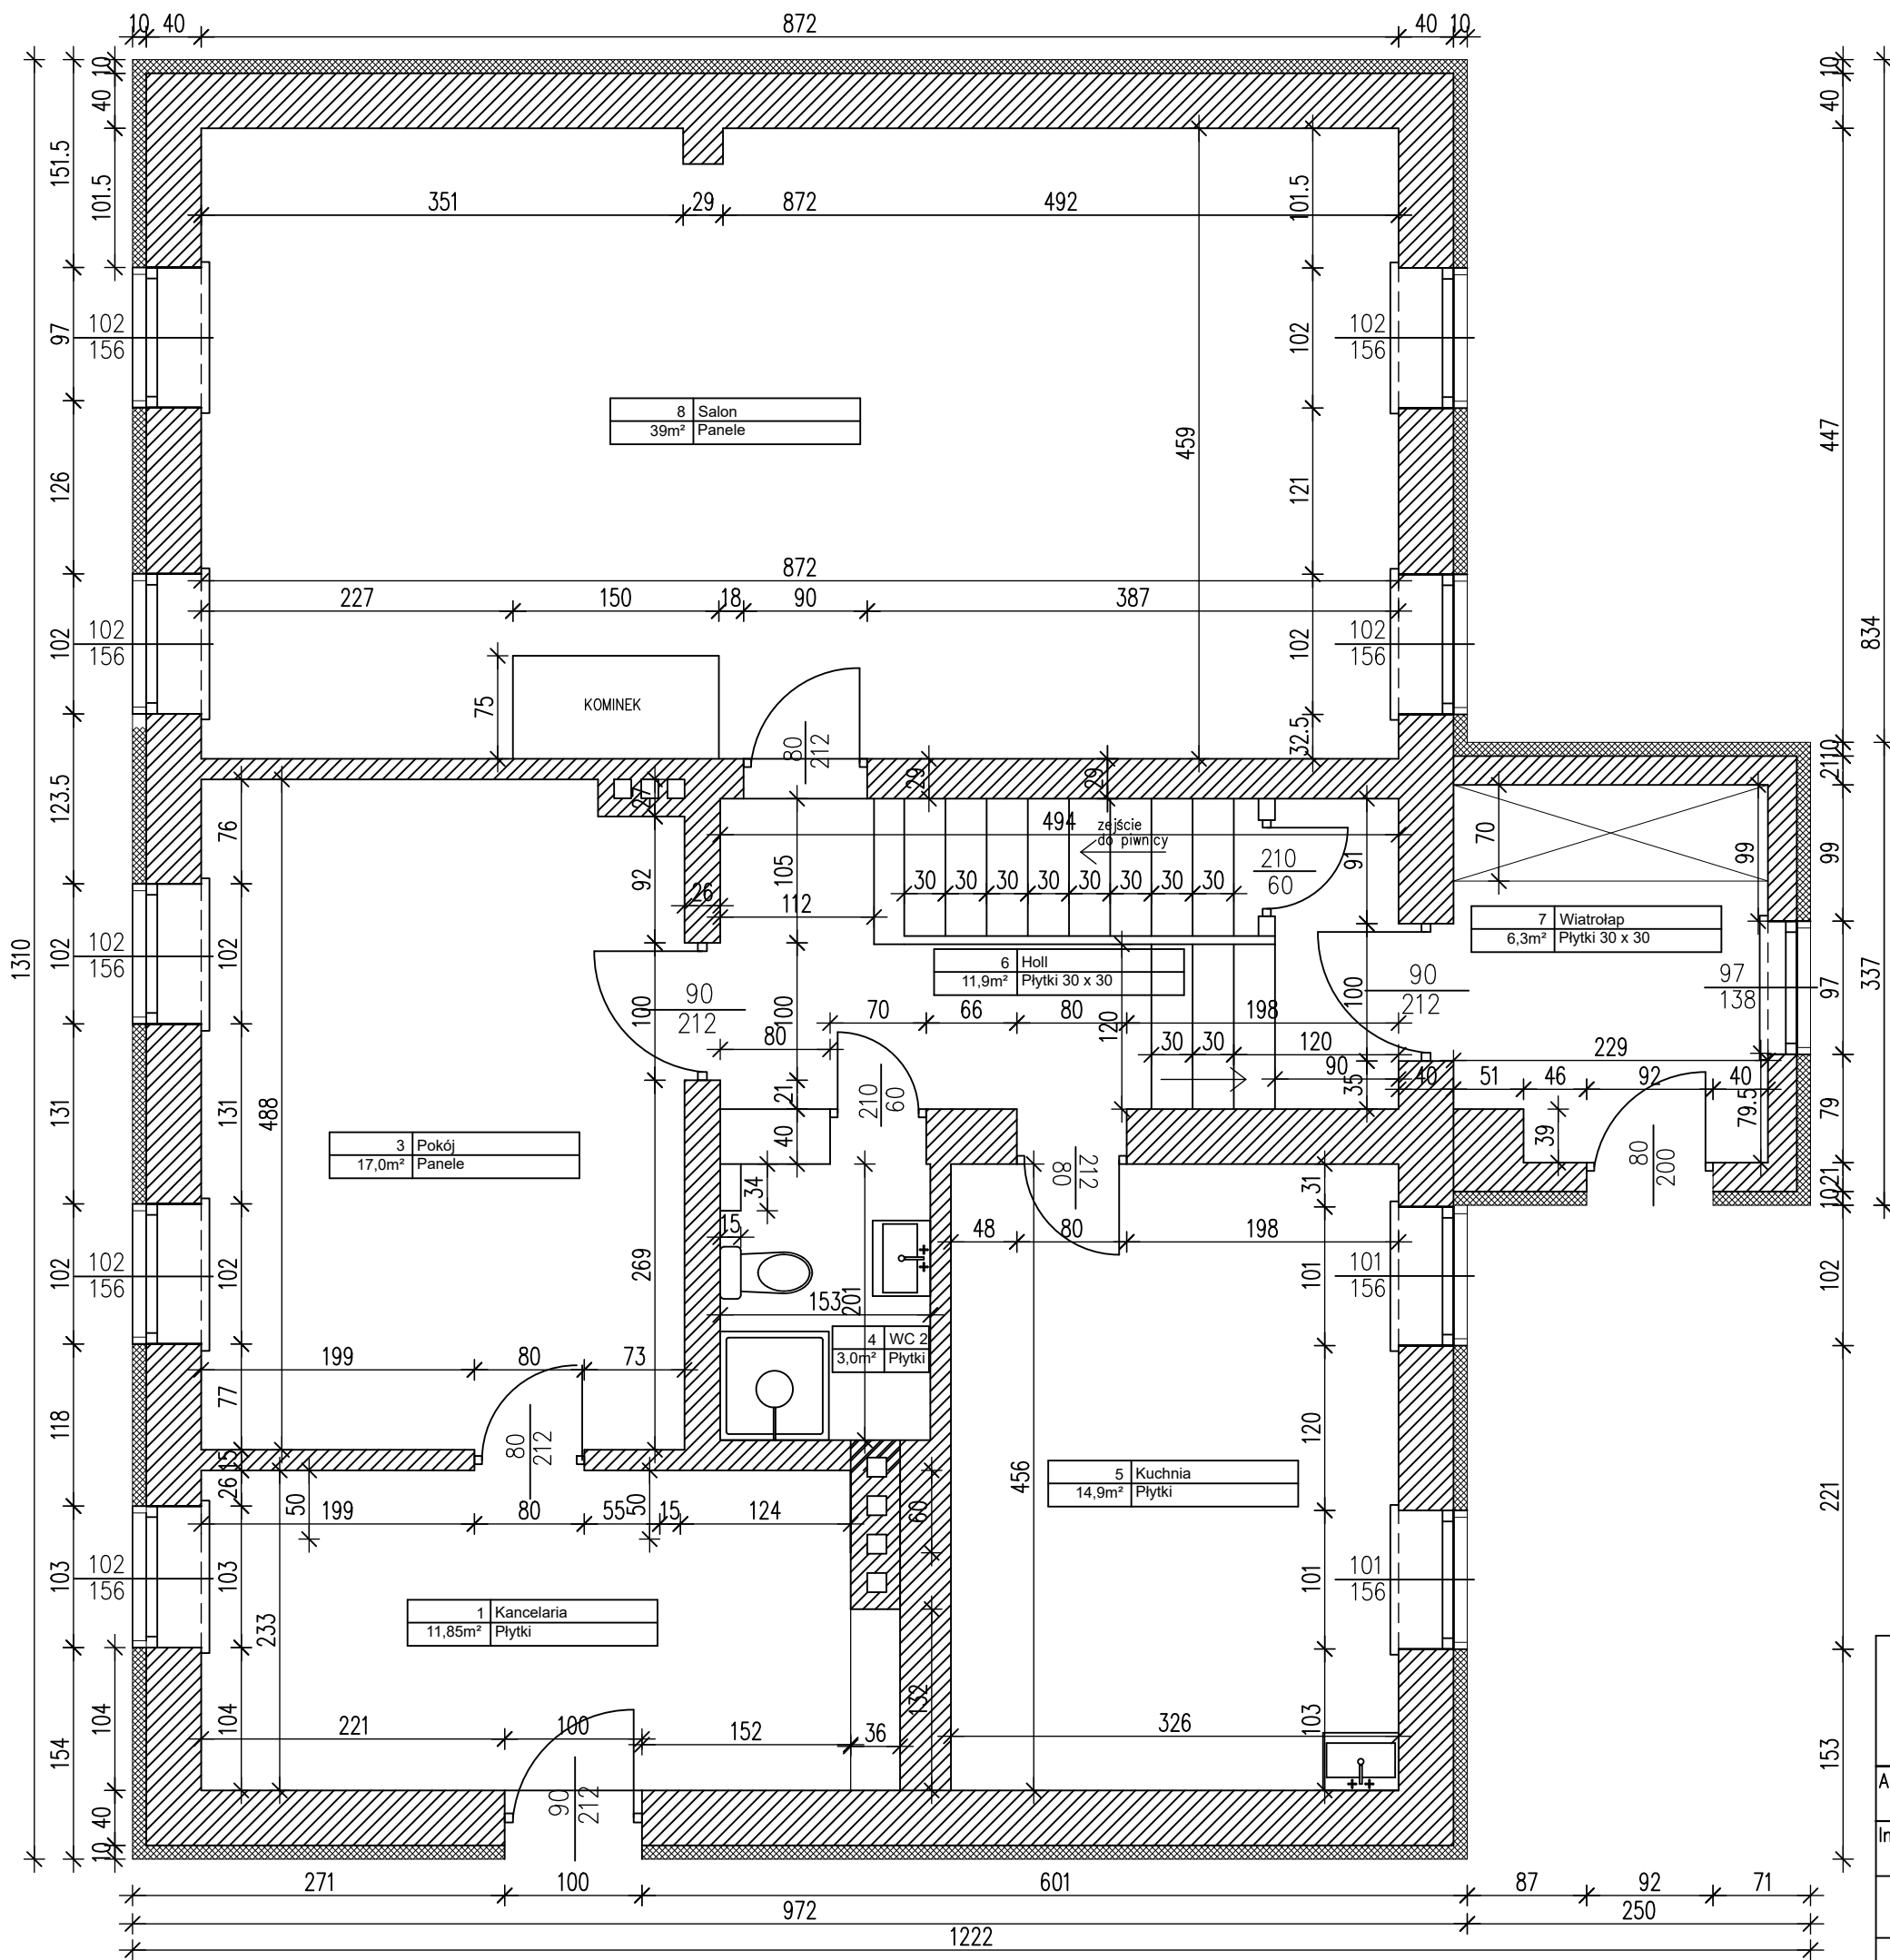 10 40 872 40 10
10 40 151.5 101.5
10 40
351 29 872 492
101.5
97 102 156
102 156 102
8 Salon
39m² Panele
459
447
126
121
872
227 150 18 90 387
102 102 156
102 102 156
834
75 KOMINEK
80 212
32.5
21 10
123.5
76
27
29 29
494 zejście
do piwnicy
70 99 99
92 26 105
30 30 30 30 30 30 30 30
210 60
91
112
7 Wiatrołap
6,3m² Płytki 30 x 30
1310
102 102 156 102
6 Holl
11,9m² Płytki 30 x 30
90 212
100
97 138 97
337
100 90 212 100
70 66 80 198
120
80
30 30 120
229
90
35
40 51 46 92 40
131 131 488
21
210 60
79.5 79
3 Pokój
17,0m² Panele
40
212 80
39
80 200
10 21
34
31
15
48 80 198
102 102 156 102
269
101 101 156 102
153
201
4 WC 2
3,0m² Płytki
199 80 73
77
118
80 212
120
15
26
50
456
5 Kuchnia
14,9m² Płytki
221
199 80 55 50 15 124
60
103 102 156 103
101 101 156
233
1 Kancelaria
11,85m² Płytki
104 104
132
221 100 152 36
326
103
154
153
90 212
40
10
A
In
271 100 601 87 92 71
972 250
1222